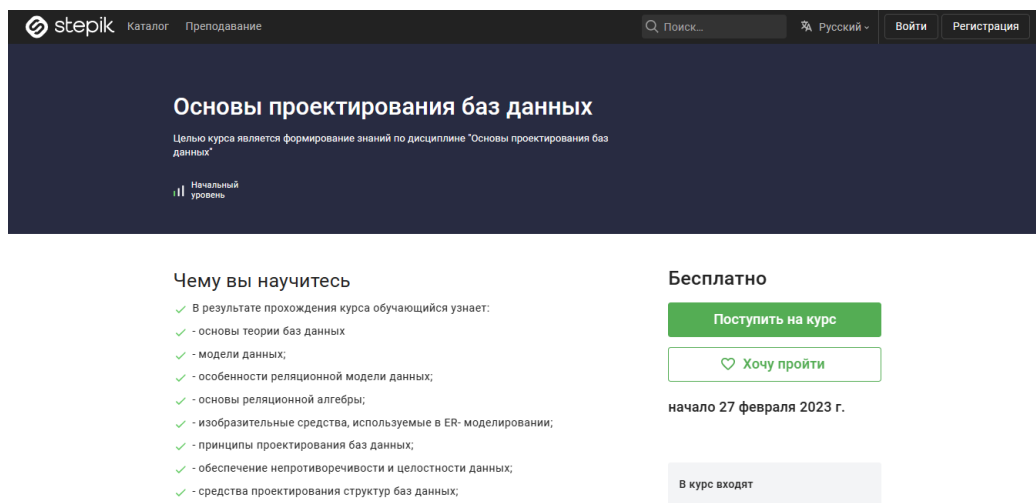 stepik Каталог Преподавание Поиск... Русский Войти Регистрация
Основы проектирования баз данных
Целью курса является формирование знаний по дисциплине "Основы проектирования баз
данных"
Начальный
уровень
Чему вы научитесь
В результате прохождения курса обучающийся узнает:
- основы теории баз данных
- модели данных;
- особенности реляционной модели данных;
- основы реляционной алгебры;
- изобразительные средства, используемые в ER- моделировании;
- принципы проектирования баз данных;
- обеспечение непротиворечивости и целостности данных;
- средства проектирования структур баз данных;
Бесплатно
Поступить на курс
Хочу пройти
начало 27 февраля 2023 г.
В курс входят